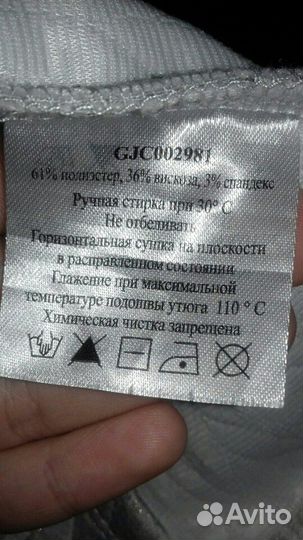 GJC002981
61% полиэстер, 36% вискоза, 3% спандекс
Ручная стирка при 30° С
Не отбеливать
Горизонтальная сушка на плоскости
в расправленном состоянии
Глажение при максимальной
температуре подошвы утюга 110 °С
Химическая чистка запрещена
Avito